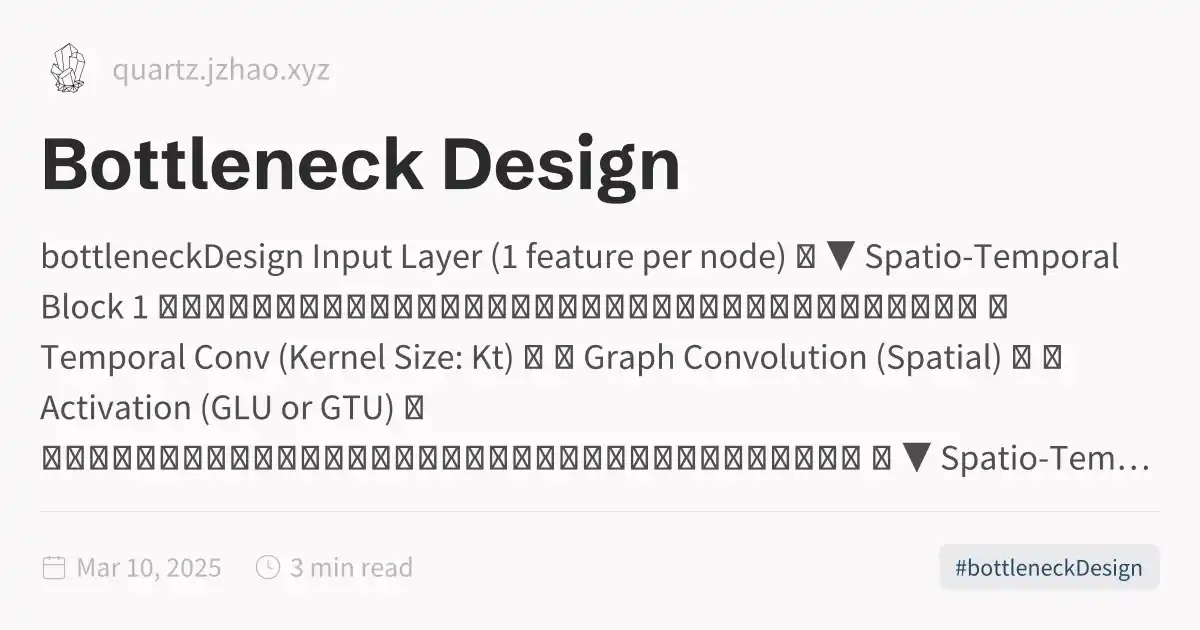 quartz.jzhao.xyz
Bottleneck Design
bottleneckDesign Input Layer (1 feature per node) ▼ Spatio-Temporal
Block 1
Temporal Conv (Kernel Size: Kt) Graph Convolution (Spatial)
Activation (GLU or GTU)
▼ Spatio-Tem…
Mar 10, 2025 3 min read #bottleneckDesign